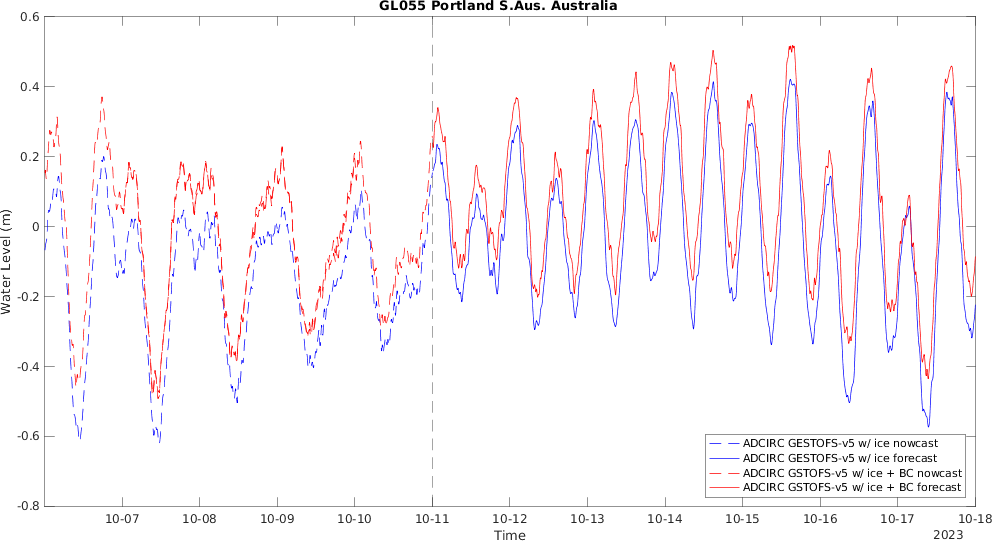 GL055 Portland S.Aus. Australia
0.6
0.4
0.2
0
-0.2
-0.4
-0.6
-0.8
Water Level (m)
ADCIRC GESTOFS-v5 w/ ice nowcast
ADCIRC GESTOFS-v5 w/ ice forecast
ADCIRC GSTOFS-v5 w/ ice + BC nowcast
ADCIRC GSTOFS-v5 w/ ice + BC forecast
10-07 10-08 10-09 10-10 10-11 10-12 10-13 10-14 10-15 10-16 10-17 10-18
Time
2023